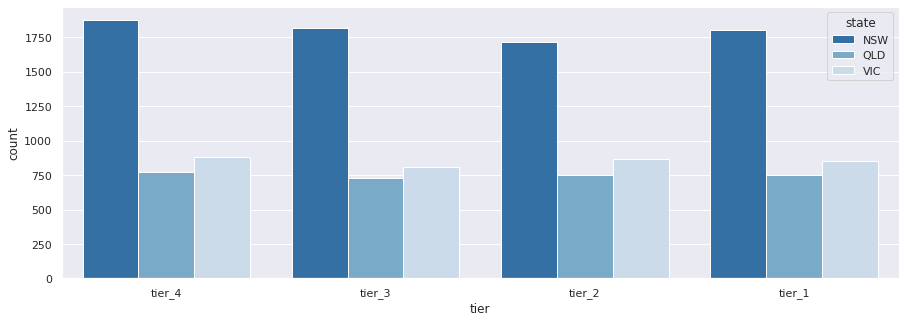 state
NSW
QLD
VIC
1750
1500
1250
1000
750
500
250
0
count
tier_4 tier_3 tier_2 tier_1
tier